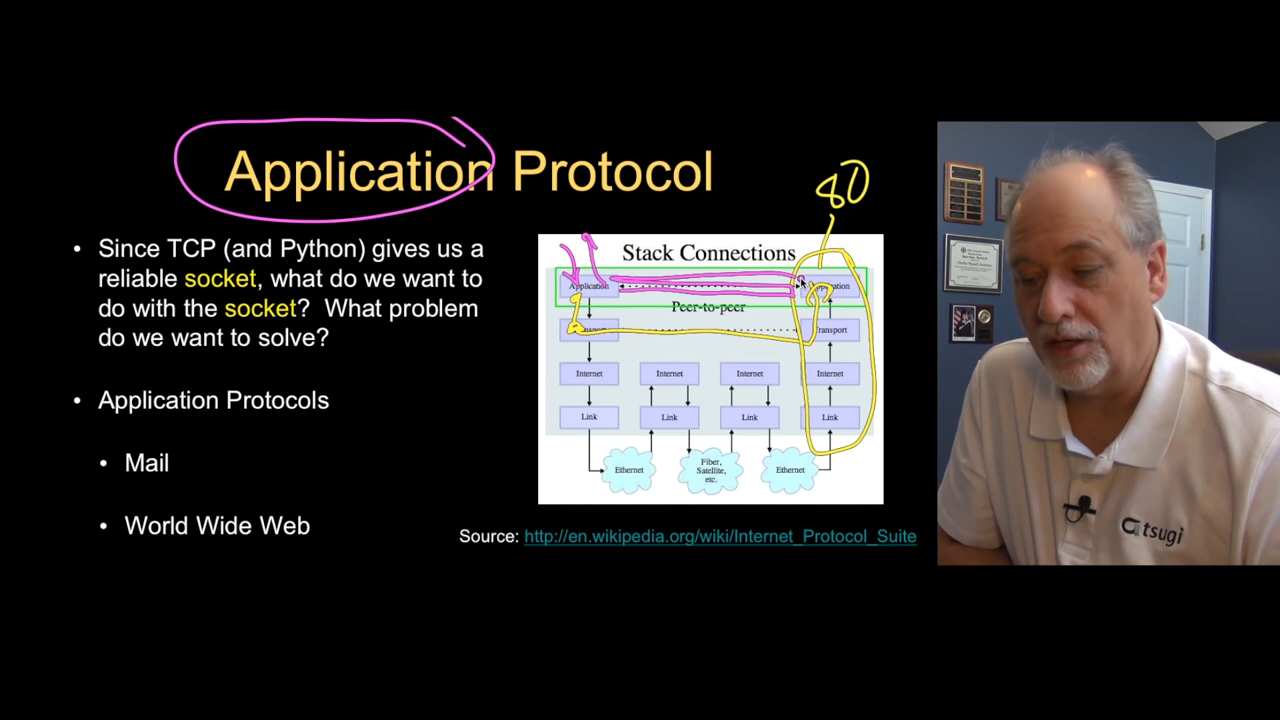 Application Protocol
80
• Since TCP (and Python) gives us a
reliable socket, what do we want to
do with the socket? What problem
do we want to solve?
• Application Protocols
• Mail
• World Wide Web
Stack Connections
Application
Peer-to-peer
Transport
Internet Internet Internet Internet
Link Link Link Link
Ethernet
Fiber,
Satellite,
etc.
Ethernet
Source: http://en.wikipedia.org/wiki/Internet_Protocol_Suite
tsugi